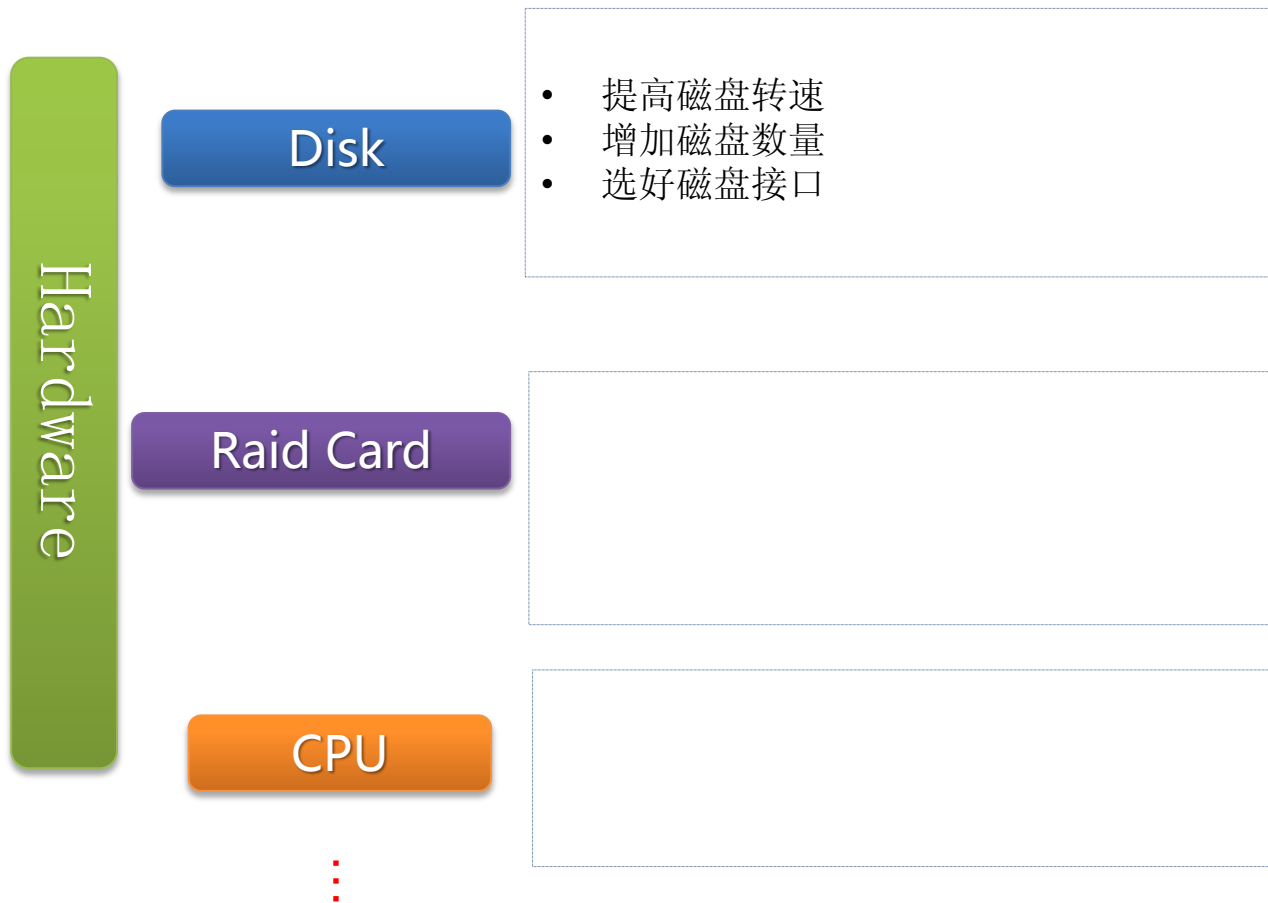 Hardware
Disk
• 提高磁盘转速
• 增加磁盘数量
• 选好磁盘接口
Raid Card
CPU
⋮